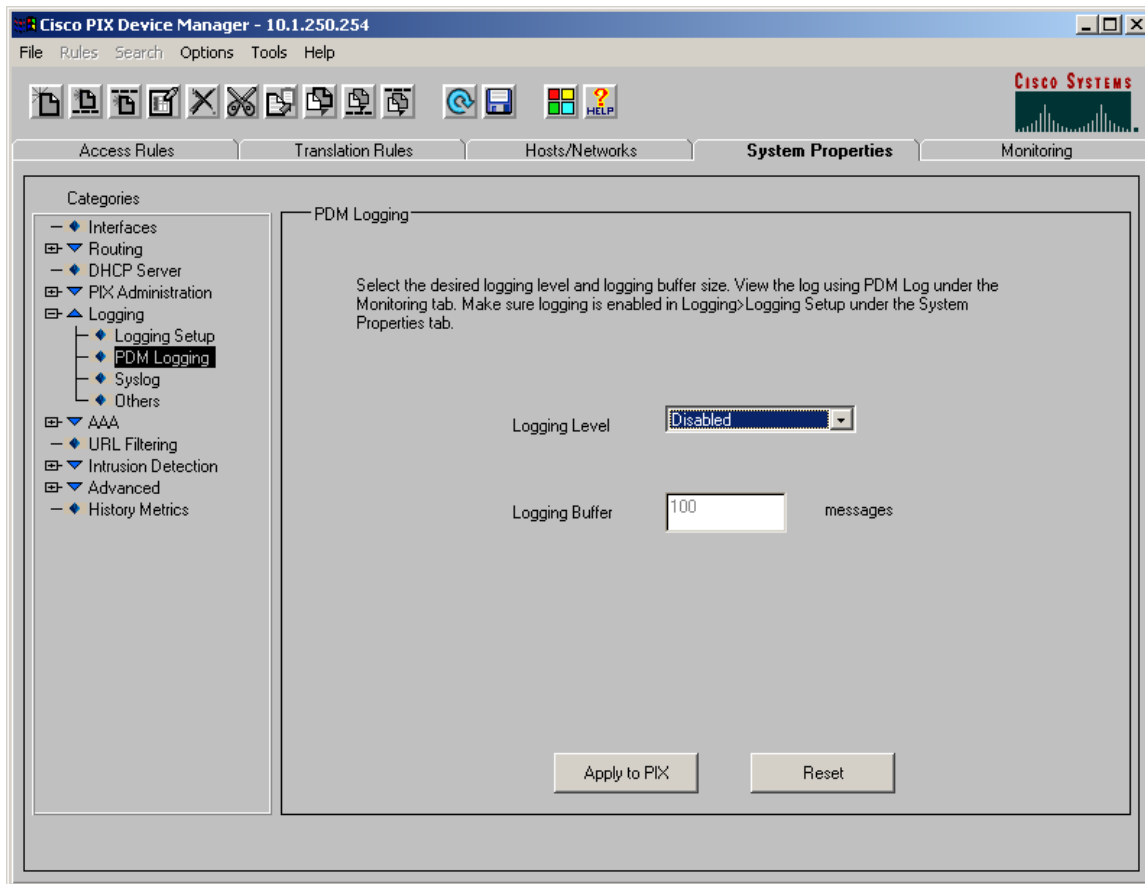 Cisco PIX Device Manager - 10.1.250.254
File Rules Search Options Tools Help
HELP
CISCO SYSTEMS
Access Rules Translation Rules Hosts/Networks System Properties Monitoring
Categories
Interfaces
Routing
DHCP Server
PIX Administration
Logging
Logging Setup
PDM Logging
Syslog
Others
AAA
URL Filtering
Intrusion Detection
Advanced
History Metrics
PDM Logging
Select the desired logging level and logging buffer size. View the log using PDM Log under the
Monitoring tab. Make sure logging is enabled in Logging>Logging Setup under the System
Properties tab.
Logging Level Disabled
Logging Buffer 100 messages
Apply to PIX Reset